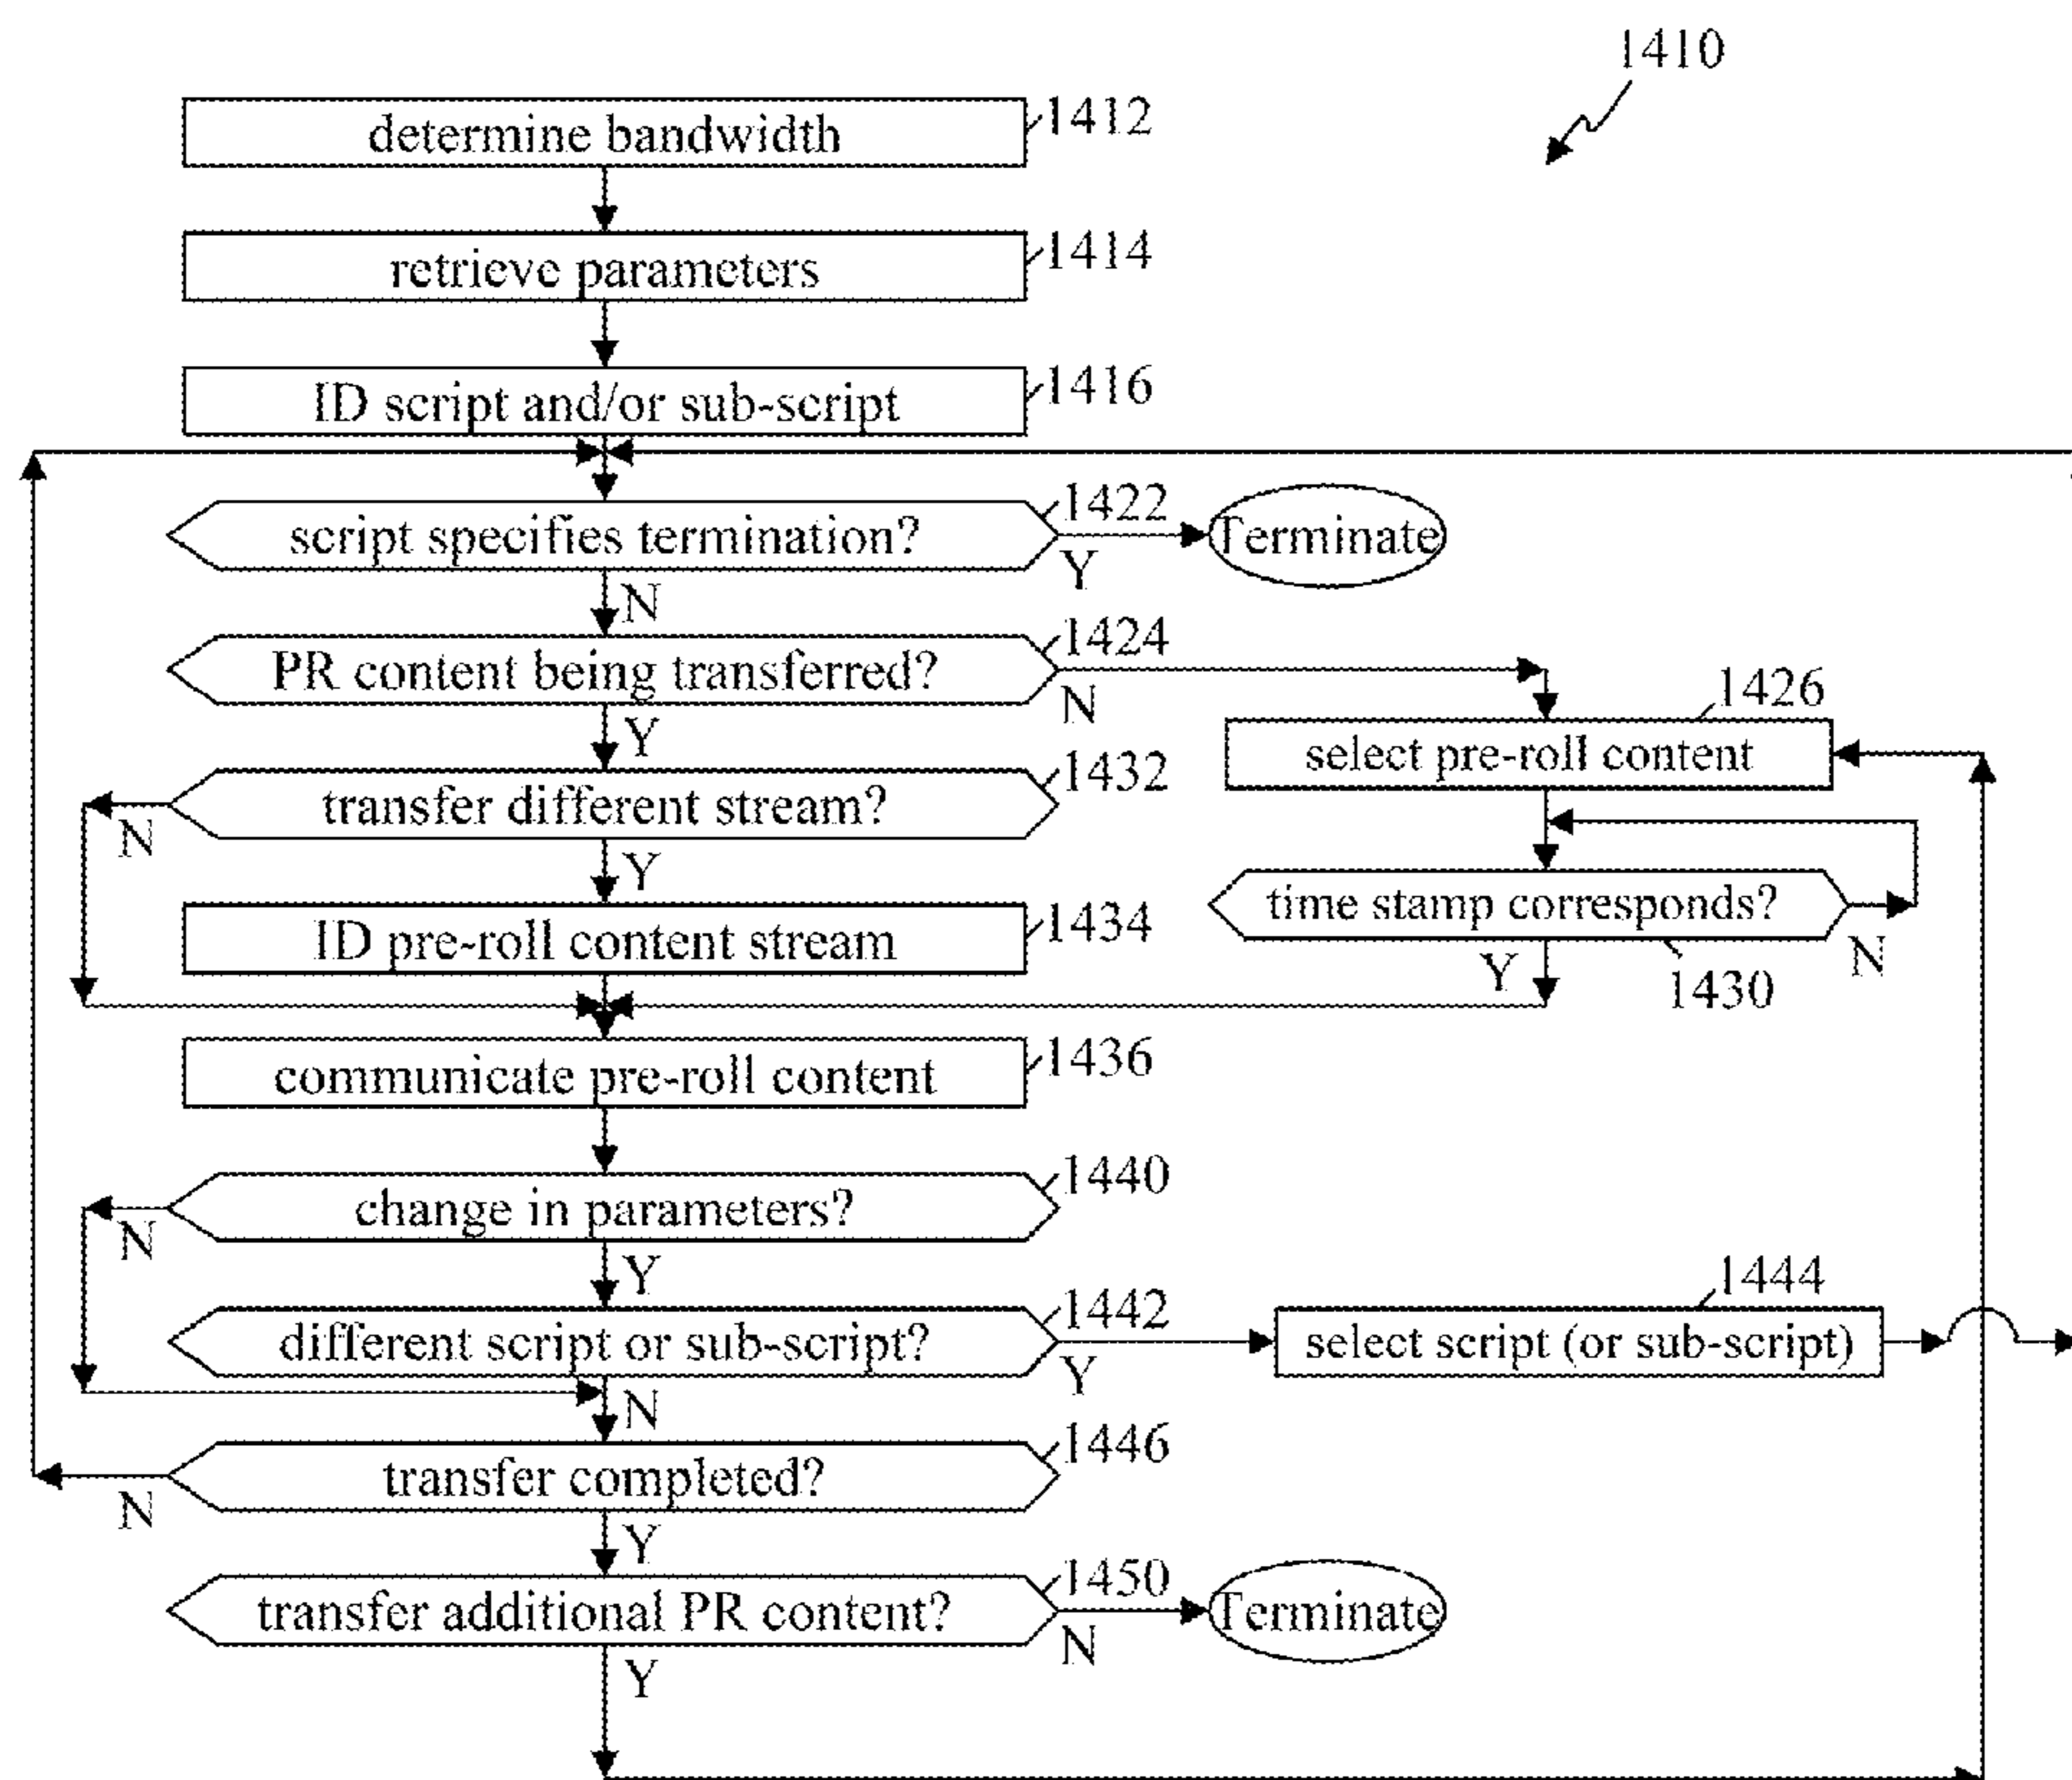 1410
determine bandwidth
1412
retrieve parameters
1414
ID script and/or sub-script
1416
script specifies termination?
1422
Y
Terminate
N
PR content being transferred?
1424
N
Y
1426
select pre-roll content
transfer different stream?
1432
N
Y
time stamp corresponds?
N
Y
1430
ID pre-roll content stream
1434
communicate pre-roll content
1436
change in parameters?
1440
N
Y
different script or sub-script?
1442
Y
1444
select script (or sub-script)
N
transfer completed?
1446
N
Y
transfer additional PR content?
1450
N
Terminate
Y